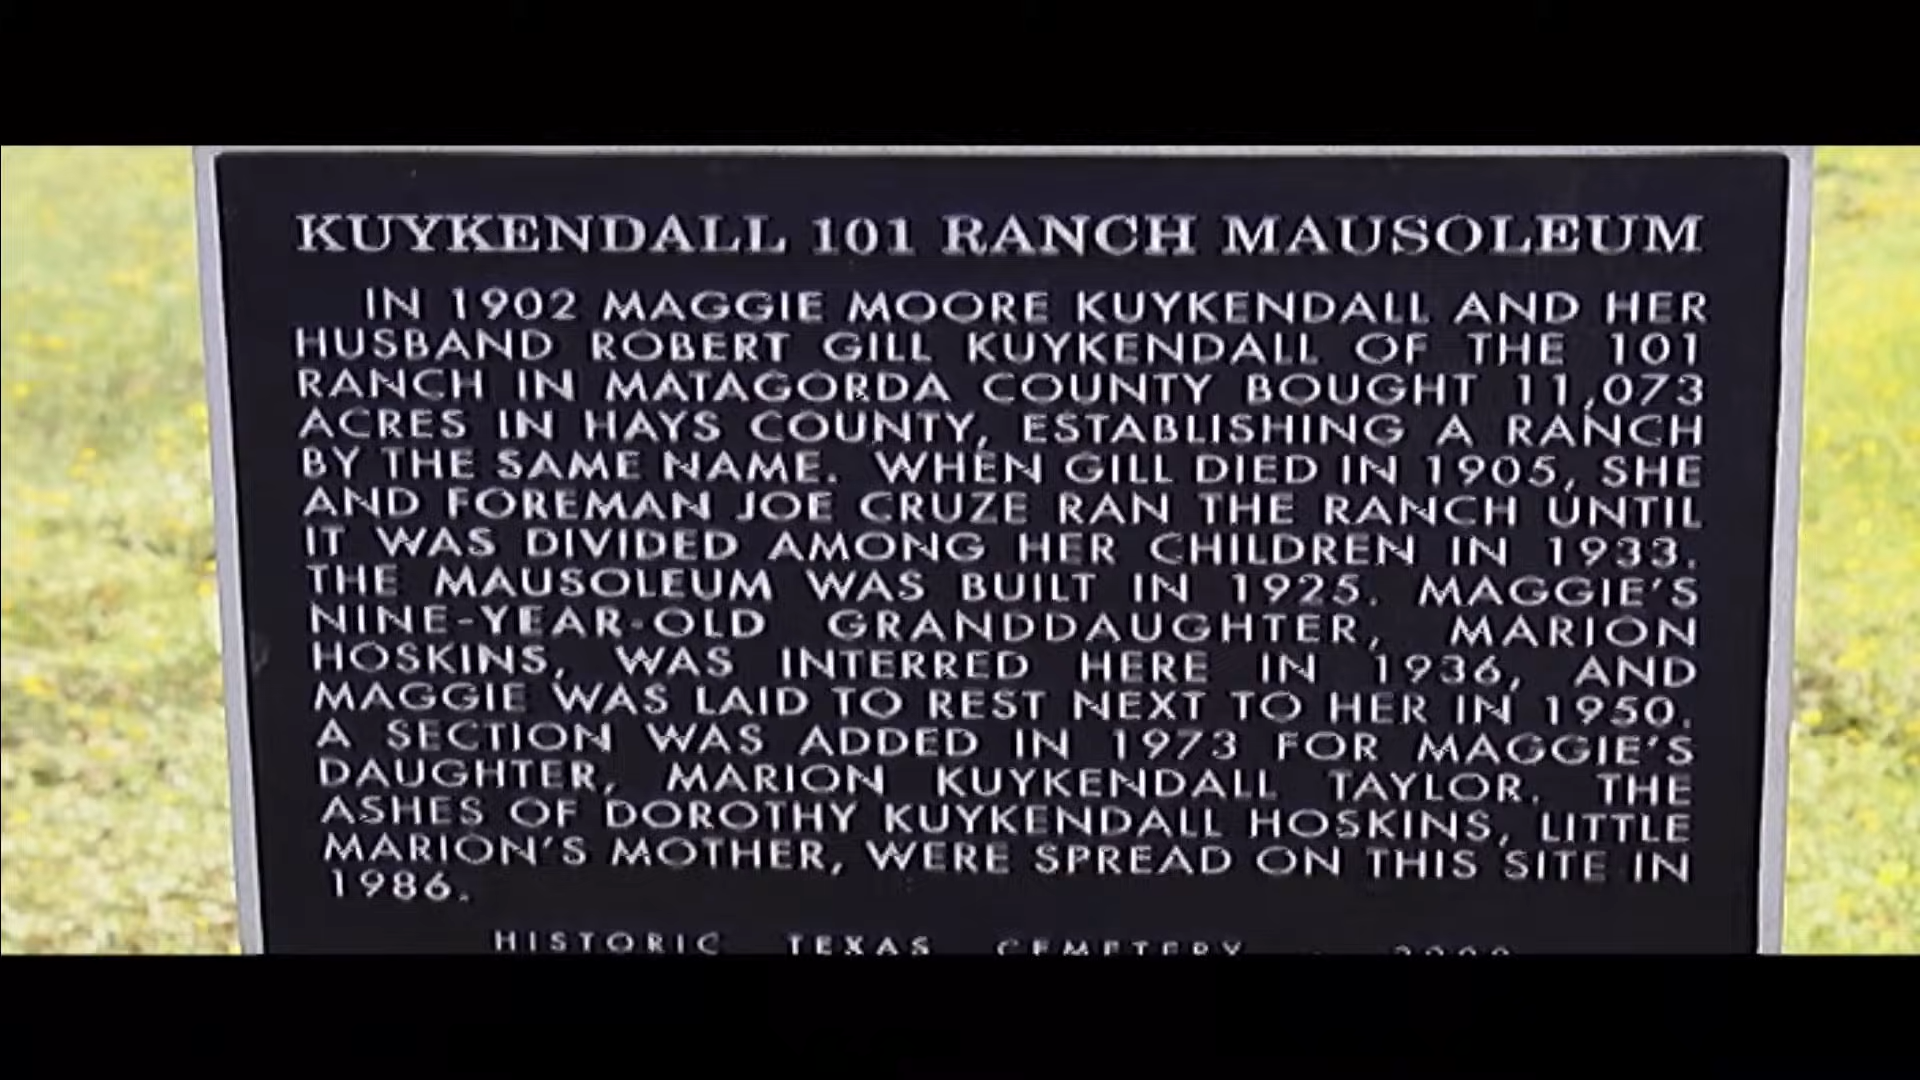 KUYKENDALL 101 RANCH MAUSOLEUM
IN 1902 MAGGIE MOORE KUYKENDALL AND HER
HUSBAND ROBERT GILL KUYKENDALL OF THE 101
RANCH IN MATAGORDA COUNTY BOUGHT 11,073
ACRES IN HAYS COUNTY, ESTABLISHING A RANCH
BY THE SAME NAME. WHEN GILL DIED IN 1905, SHE
AND FOREMAN JOE CRUZE RAN THE RANCH UNTIL
IT WAS DIVIDED AMONG HER CHILDREN IN 1933.
THE MAUSOLEUM WAS BUILT IN 1925. MAGGIE'S
NINE-YEAR-OLD GRANDDAUGHTER, MARION
HOSKINS, WAS INTERRED HERE IN 1936, AND
MAGGIE WAS LAID TO REST NEXT TO HER IN 1950.
A SECTION WAS ADDED IN 1973 FOR MAGGIE'S
DAUGHTER, MARION KUYKENDALL TAYLOR. THE
ASHES OF DOROTHY KUYKENDALL HOSKINS, LITTLE
MARION'S MOTHER, WERE SPREAD ON THIS SITE IN
1986.
HISTORIC TEXAS CEMETERY